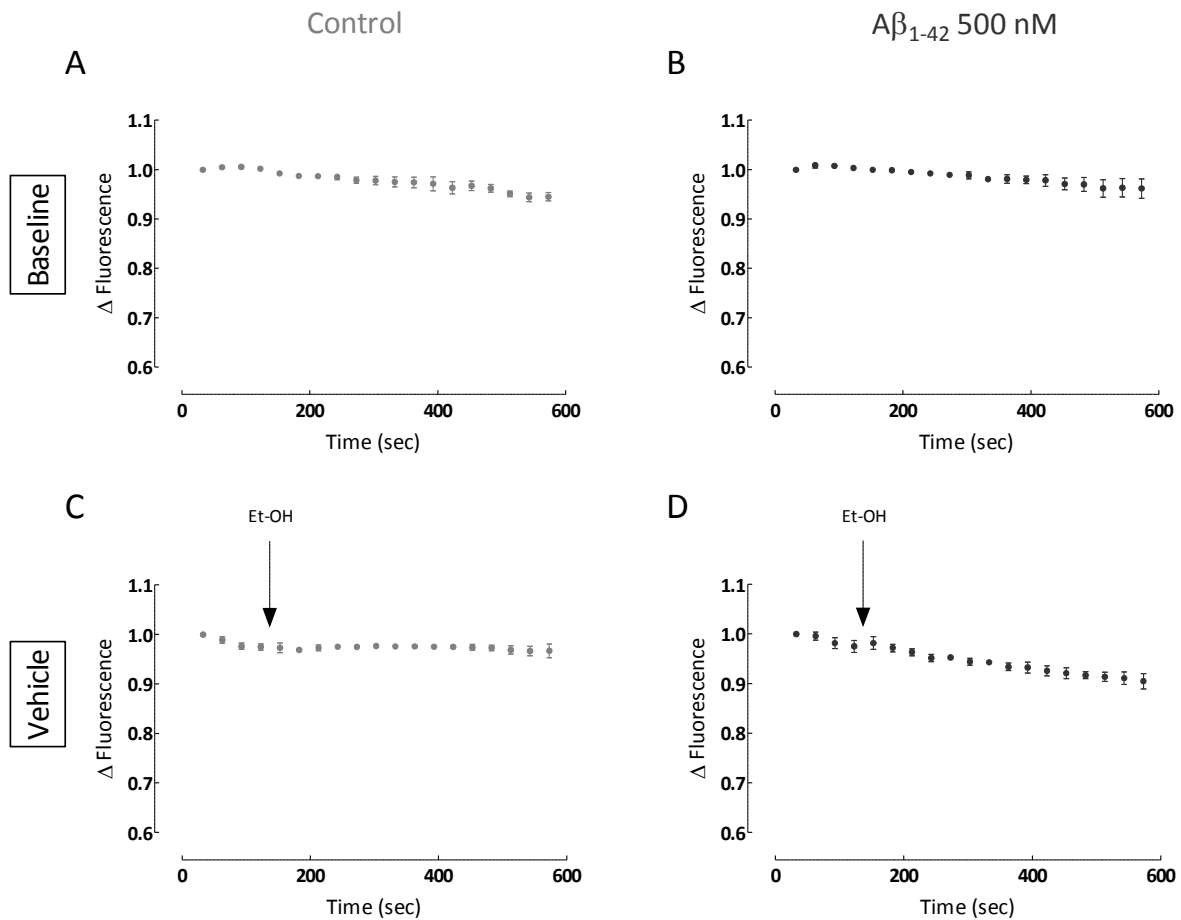 Control
Aβ1-42 500 nM
A
B
Baseline
Δ Fluorescence
1.1
1.0
0.9
0.8
0.7
0.6
0 200 400 600
Time (sec)
Δ Fluorescence
1.1
1.0
0.9
0.8
0.7
0.6
0 200 400 600
Time (sec)
C
D
Vehicle
Et-OH
Δ Fluorescence
1.1
1.0
0.9
0.8
0.7
0.6
0 200 400 600
Time (sec)
Et-OH
Δ Fluorescence
1.1
1.0
0.9
0.8
0.7
0.6
0 200 400 600
Time (sec)